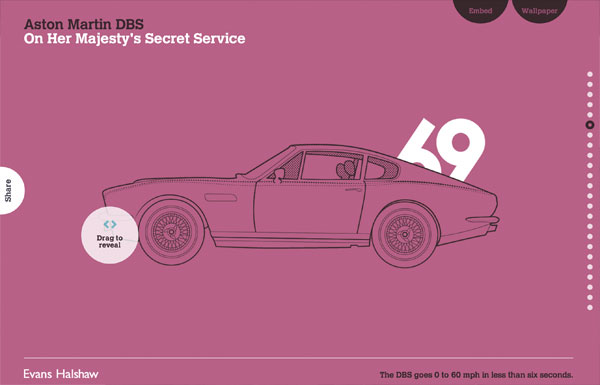 Aston Martin DBS
On Her Majesty's Secret Service
Embed
Wallpaper
69
Share
Drag to
reveal
Evans Halshaw
The DBS goes 0 to 60 mph in less than six seconds.